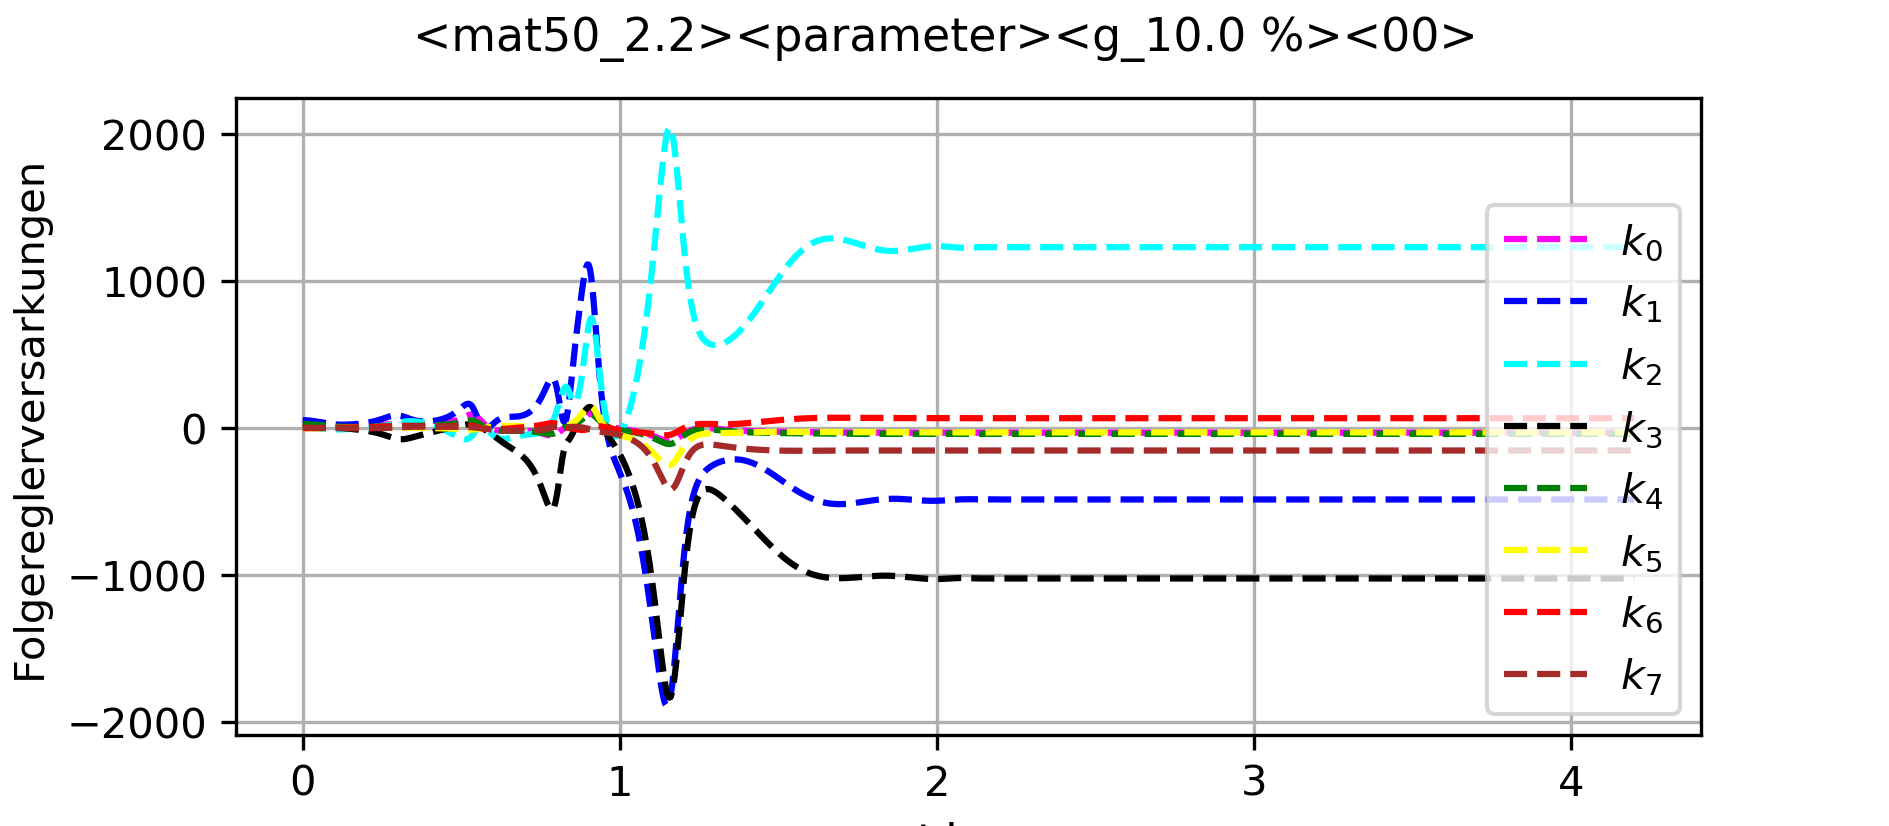 <mat50_2.2><parameter><g_10.0 %><00>
Folgereglerversarkungen
2000
1000
0
−1000
−2000
0 1 2 3 4
k0
k1
k2
k3
k4
k5
k6
k7